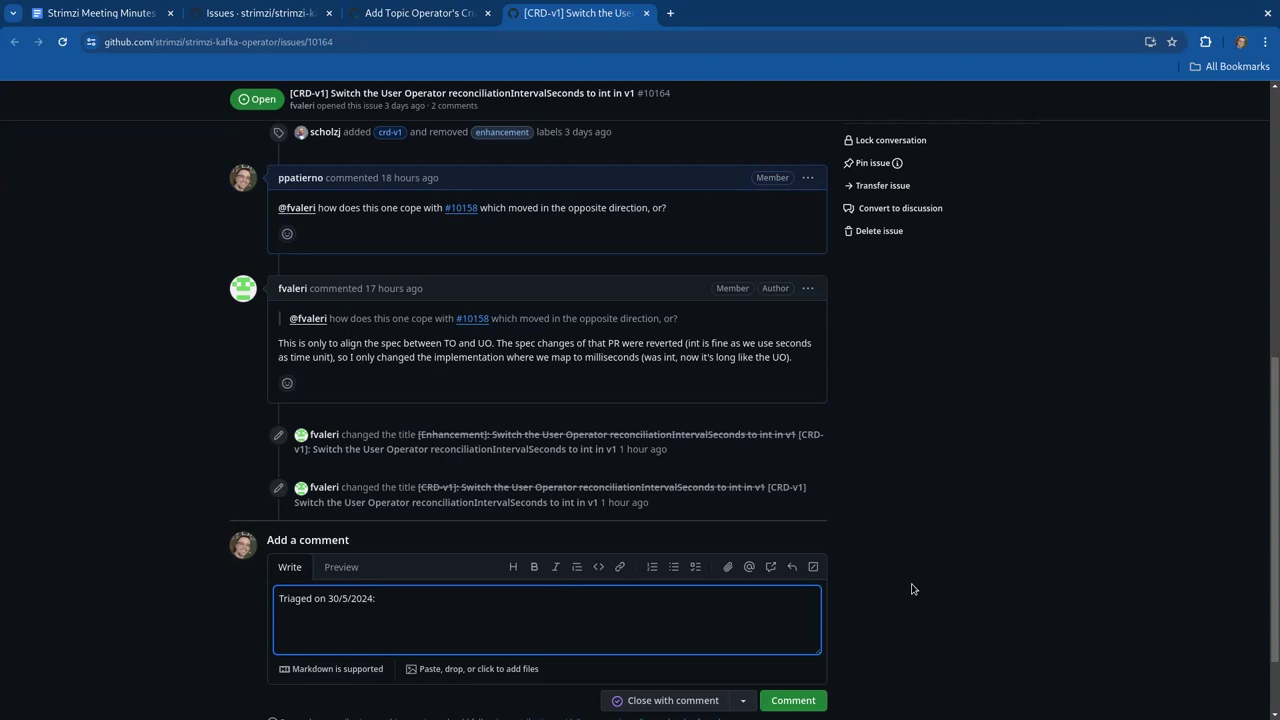 Strimzi Meeting Minutes
Issues · strimzi/strimzi-k
Add Topic Operator's Cr
[CRD-v1] Switch the User
github.com/strimzi/strimzi-kafka-operator/issues/10164
All Bookmarks
Open
[CRD-v1] Switch the User Operator reconciliationIntervalSeconds to int in v1 #10164
fvaleri opened this issue 3 days ago · 2 comments
scholzj added crd-v1 and removed enhancement labels 3 days ago
Lock conversation
Pin issue
Transfer issue
Convert to discussion
Delete issue
ppatierno commented 18 hours ago
Member
@fvaleri how does this one cope with #10158 which moved in the opposite direction, or?
fvaleri commented 17 hours ago
Member
Author
@fvaleri how does this one cope with #10158 which moved in the opposite direction, or?
This is only to align the spec between TO and UO. The spec changes of that PR were reverted (int is fine as we use seconds
as time unit), so I only changed the implementation where we map to milliseconds (was int, now it's long like the UO).
fvaleri changed the title [Enhancement]: Switch the User Operator reconciliationIntervalSeconds to int in v1 [CRD-
v1]: Switch the User Operator reconciliationIntervalSeconds to int in v1 1 hour ago
fvaleri changed the title [CRD-v1]: Switch the User Operator reconciliationIntervalSeconds to int in v1 [CRD-v1]
Switch the User Operator reconciliationIntervalSeconds to int in v1 1 hour ago
Add a comment
Write
Preview
Triaged on 30/5/2024:
Markdown is supported
Paste, drop, or click to add files
Close with comment
Comment